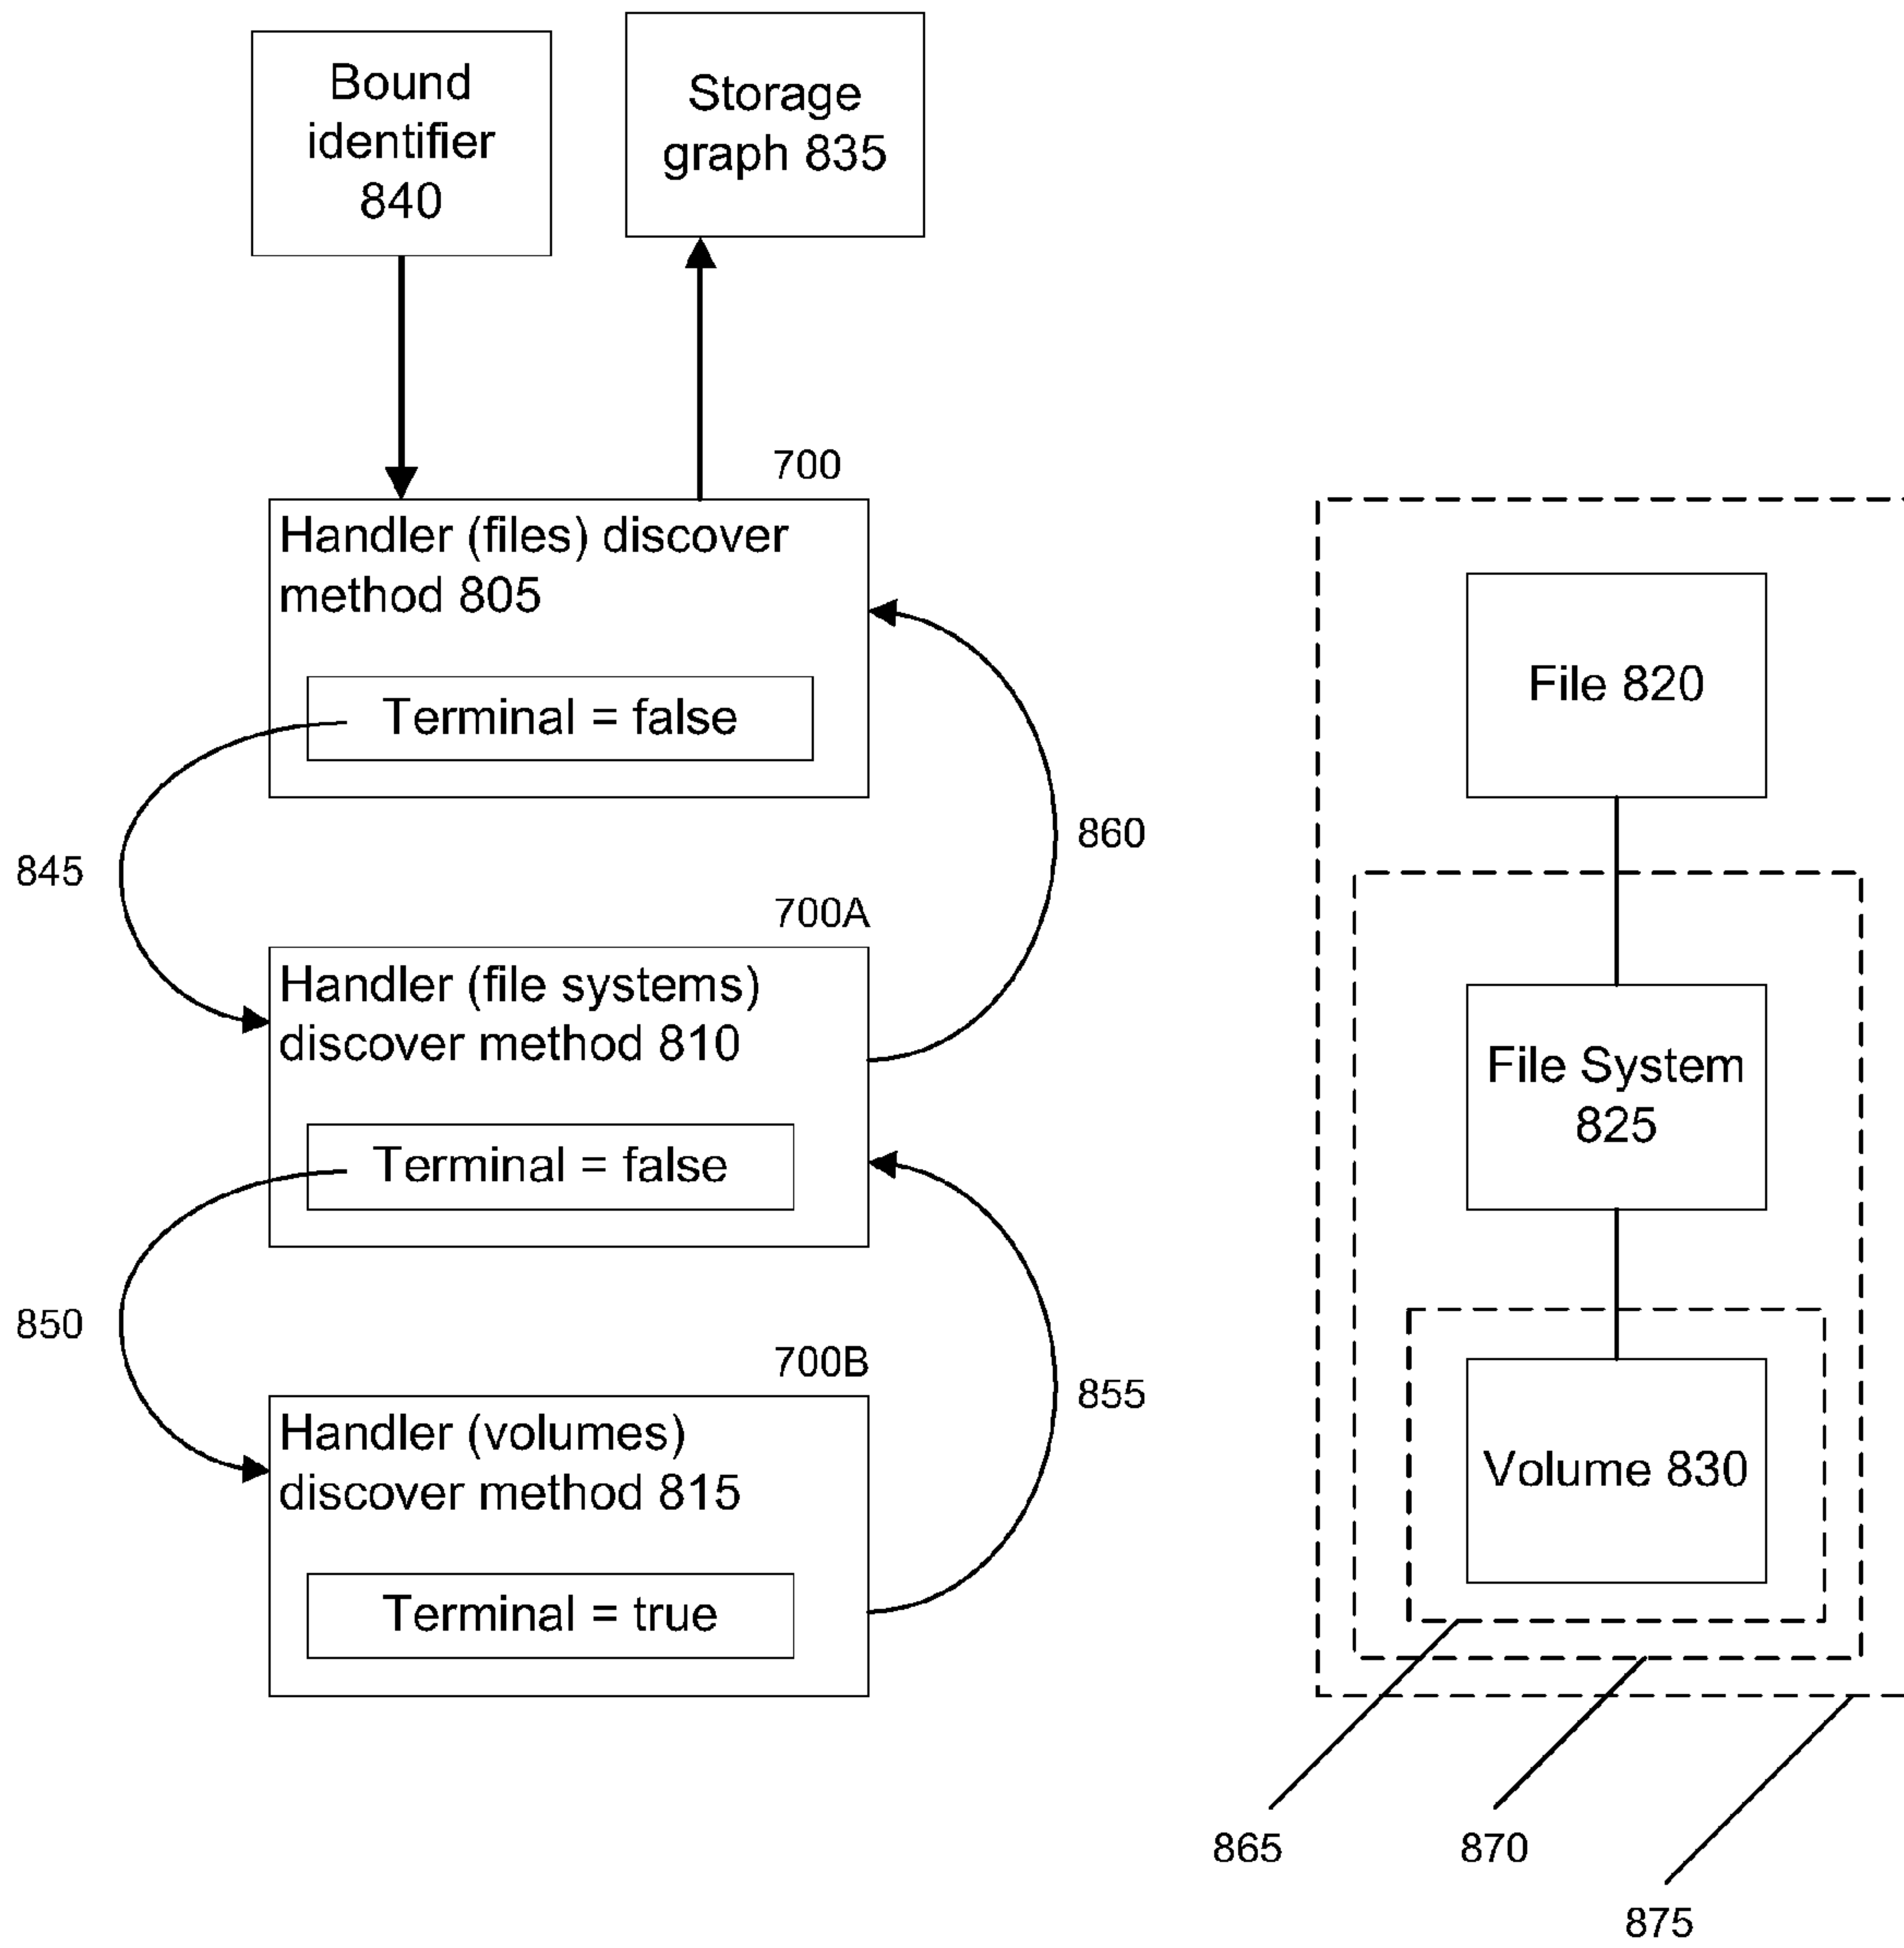 Bound
identifier
840
Storage
graph 835
700
Handler (files) discover
method 805
Terminal = false
845
860
700A
Handler (file systems)
discover method 810
Terminal = false
850
855
700B
Handler (volumes)
discover method 815
Terminal = true
File 820
File System
825
Volume 830
865
870
875